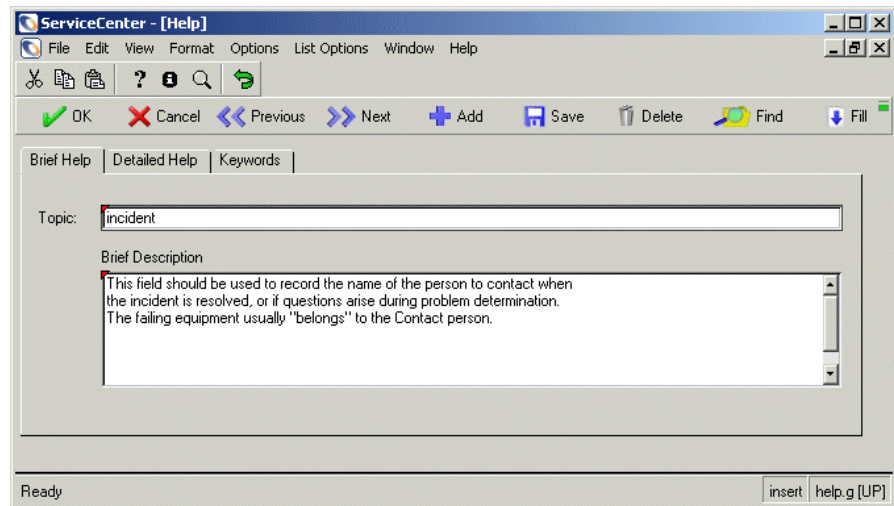 ServiceCenter - [Help]
File Edit View Format Options List Options Window Help
OK Cancel Previous Next Add Save Delete Find Fill
Brief Help Detailed Help Keywords
Topic: incident
Brief Description
This field should be used to record the name of the person to contact when
the incident is resolved, or if questions arise during problem determination.
The failing equipment usually "belongs" to the Contact person.
Ready insert help.g [UP]